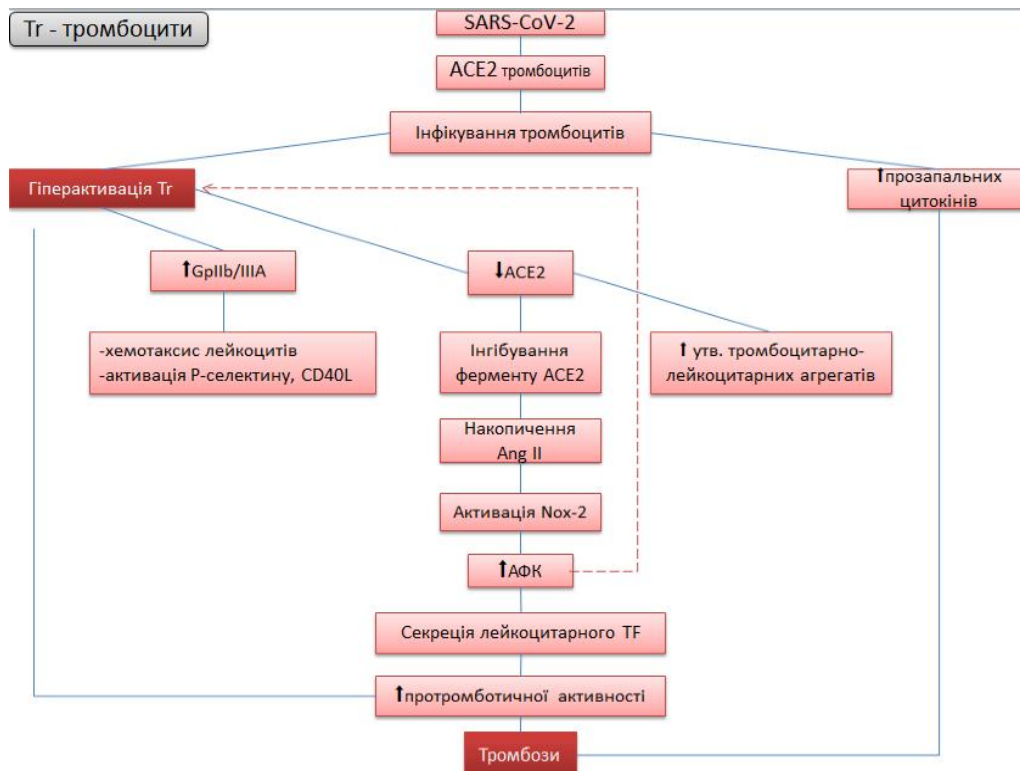 Tr - тромбоцити
SARS-CoV-2
ACE2 тромбоцитів
Інфікування тромбоцитів
Гіперактивація Tr
↑прозапальних
цитокінів
↑GpIIb/IIIA
↓ACE2
-хемотаксис лейкоцитів
-активація Р-селектину, CD40L
Інгібування
ферменту ACE2
↑ утв. тромбоцитарно-
лейкоцитарних агрегатів
Накопичення
Ang II
Активація Nox-2
↑АФК
Секреція лейкоцитарного TF
↑протромботичної активності
Тромбози